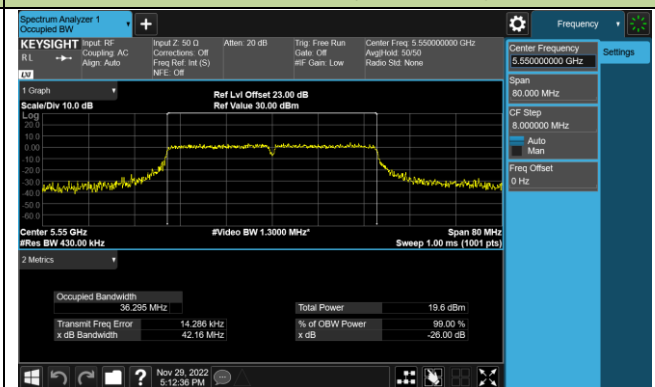 Spectrum Analyzer 1
Occupied BW
+
Frequency
KEYSIGHT
Input: RF
Coupling: AC
Align: Auto
Input Z: 50 Ω
Corrections: Off
Freq Ref: Int (S)
NFE: Off
Atten: 20 dB
Trig: Free Run
Gate: Off
#IF Gain: Low
Center Freq: 5.550000000 GHz
Avg|Hold: 50/50
Radio Std: None
RL
LXI
Center Frequency
5.550000000 GHz
Settings
Span
80.000 MHz
CF Step
8.000000 MHz
Auto
Man
Freq Offset
0 Hz
1 Graph
Scale/Div 10.0 dB
Ref Lvl Offset 23.00 dB
Ref Value 30.00 dBm
Log
20.0
10.0
0.00
-10.0
-20.0
-30.0
-40.0
-50.0
-60.0
Center 5.55 GHz
#Res BW 430.00 kHz
#Video BW 1.3000 MHz*
Span 80 MHz
Sweep 1.00 ms (1001 pts)
2 Metrics
Occupied Bandwidth
36.295 MHz
Total Power 19.6 dBm
Transmit Freq Error 14.286 kHz
% of OBW Power 99.00 %
x dB Bandwidth 42.16 MHz
x dB -26.00 dB
?
Nov 29, 2022
5:12:36 PM